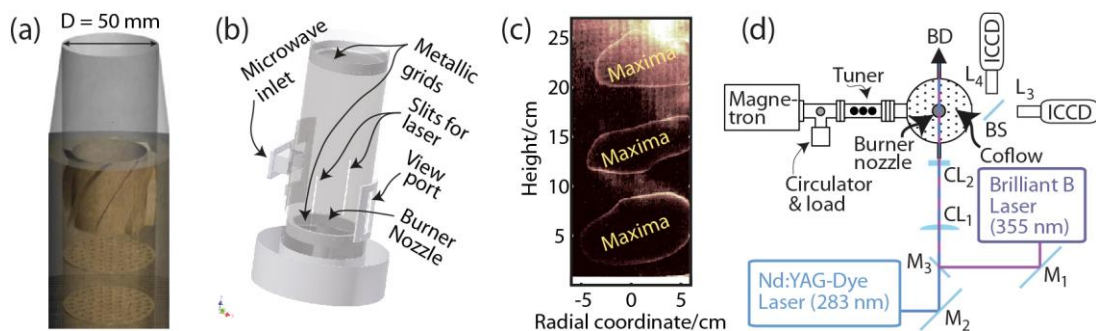 (a)
D = 50 mm
(b)
Microwave
inlet
Metallic
grids
Slits for
laser
View
port
Burner
Nozzle
(c)
Height/cm
25
20
15
10
5
Maxima
Maxima
Maxima
-5
0
5
Radial coordinate/cm
(d)
BD
ICCD
L4
L3
ICCD
BS
Tuner
Magne-
tron
Burner
nozzle
Coflow
Circulator
& load
CL2
CL1
Brilliant B
Laser
(355 nm)
M3
M1
Nd:YAG-Dye
Laser (283 nm)
M2